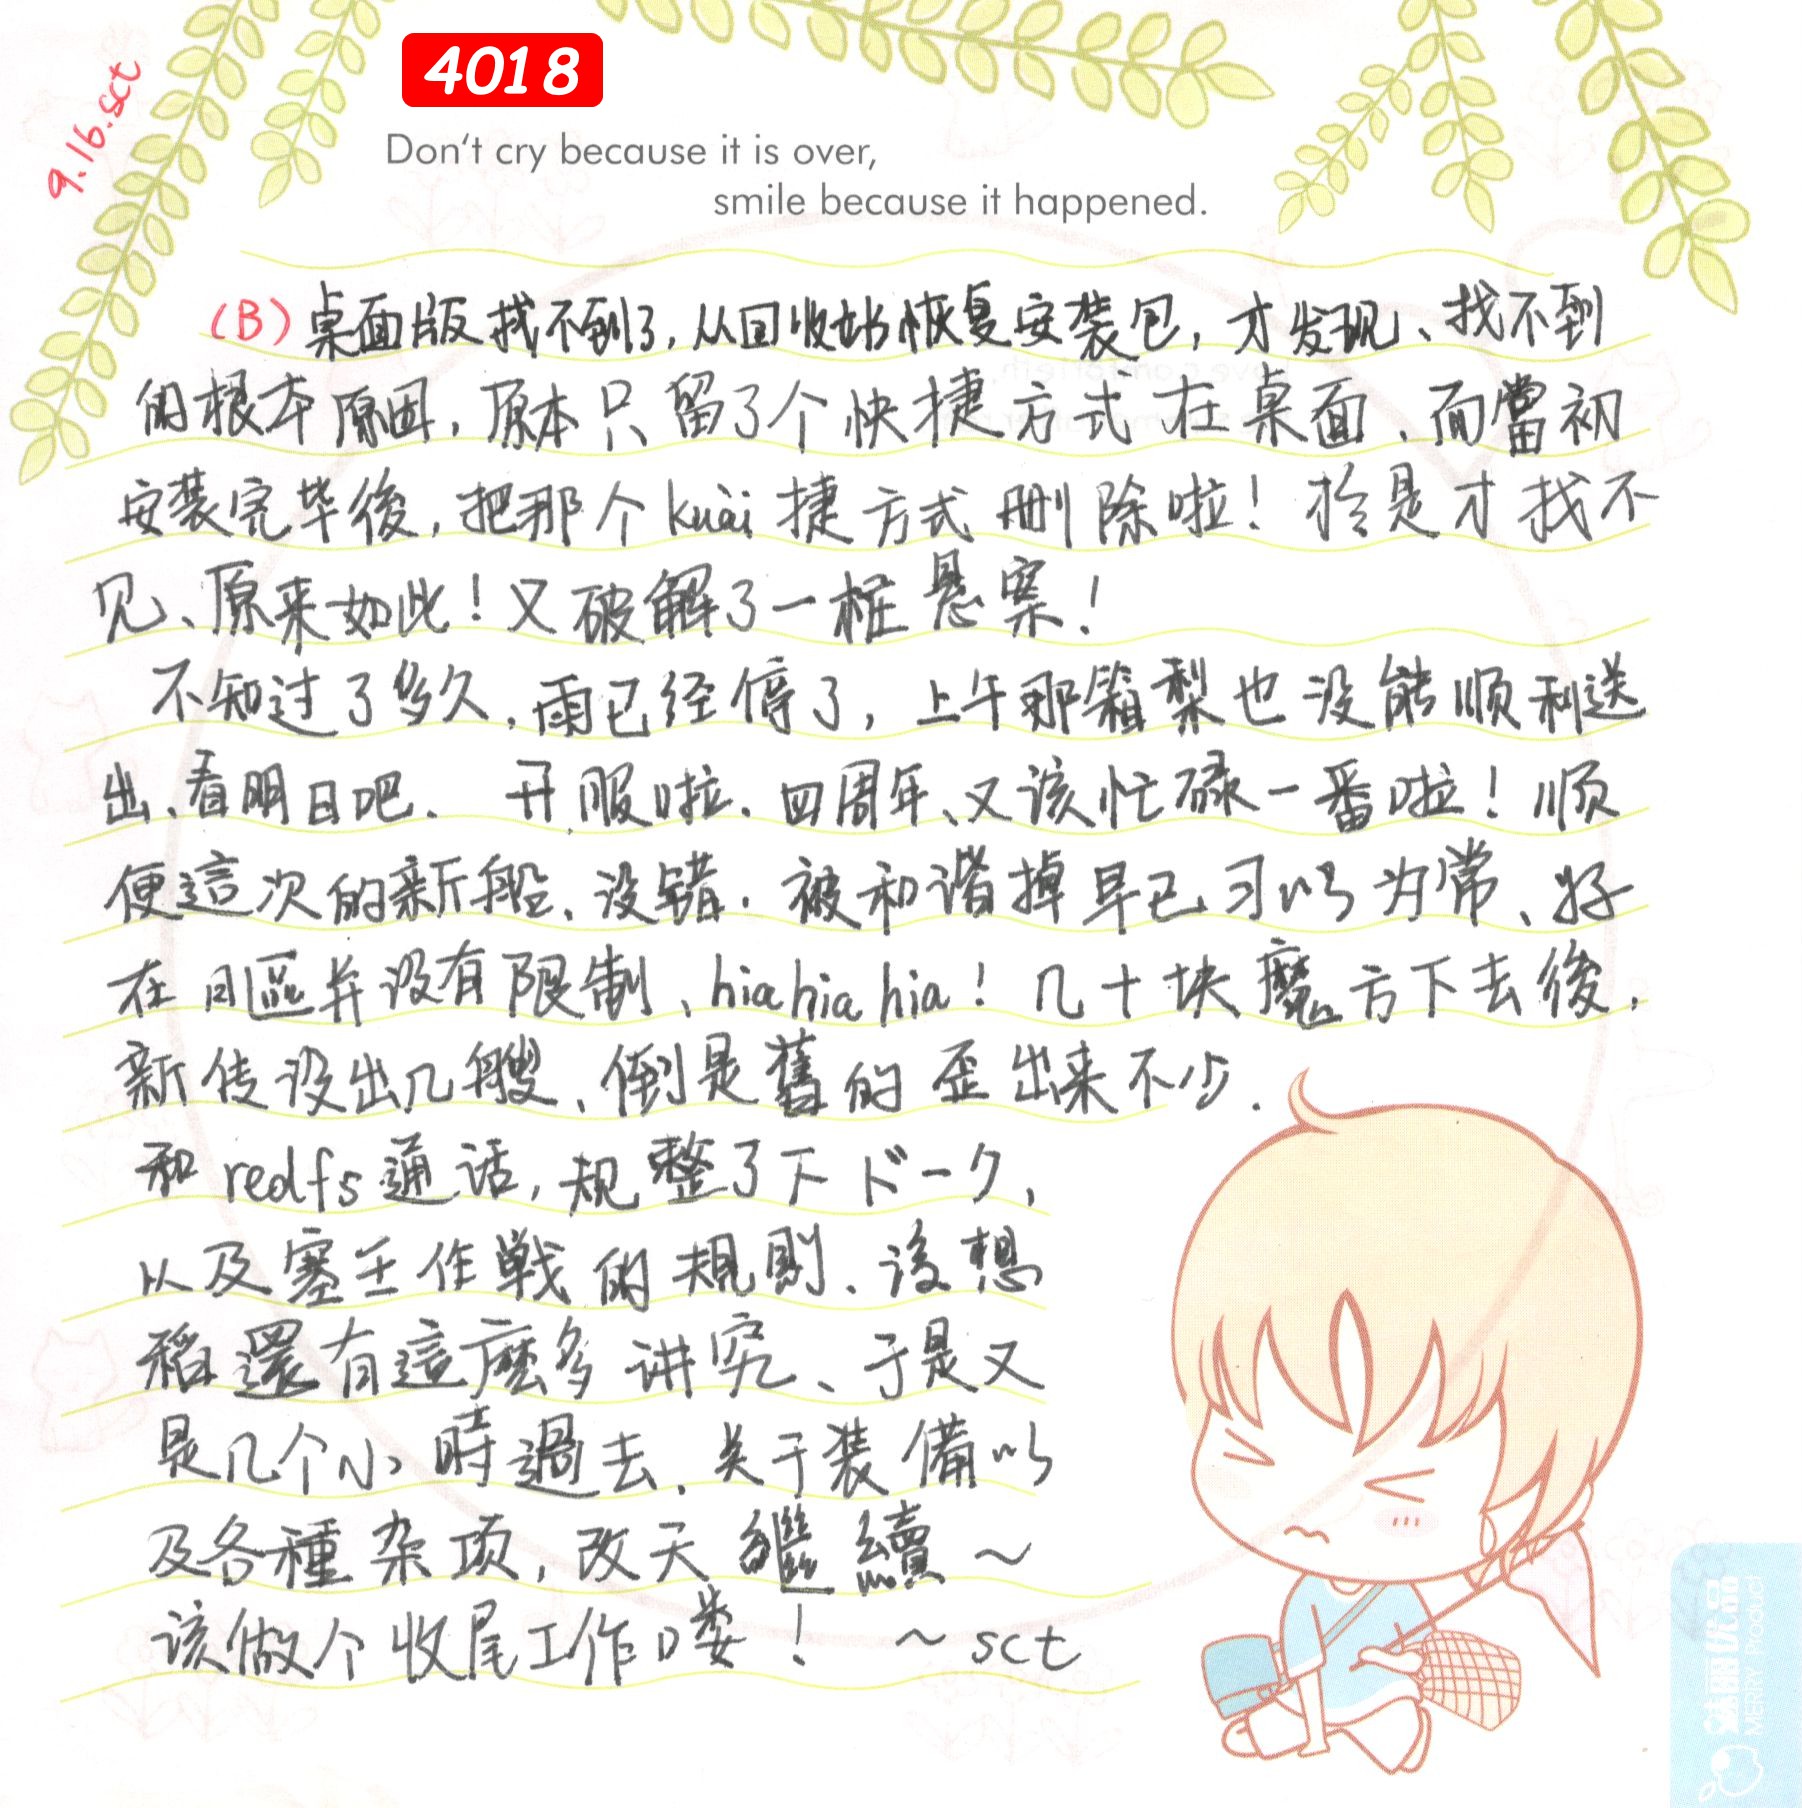 4018
9.16.sct
Don't cry because it is over,
smile because it happened.
(B)桌面版找不到了,从回收站恢复安装包,才发现、找不到
的根本原因,原本只留了个快捷方式在桌面、而當初
安装完毕後,把那个kuài捷方式刪除啦!於是才找不
见、原来如此!又破解了一桩悬案!
不知过了多久,雨已经停了,上午那箱梨也没能顺利送
出、看明日吧. 开服啦.四周年、又该忙碌一番啦!顺
便這次的新船、没错.被和谐掉早已习以为常、好
在日區并没有限制、hiahiahia!几十块魔方下去後,
新传没出几艘、倒是舊的歪出来不少.
和redfs通话,规整了下ドーク,
以及塞壬作戦的規則、没想
稻還有這麼多讲究、于是又
是几个小時過去、关于装備以
及各種杂项,改天繼續~
该做个收尾工作喽! ~sct
优品
MERRY Product